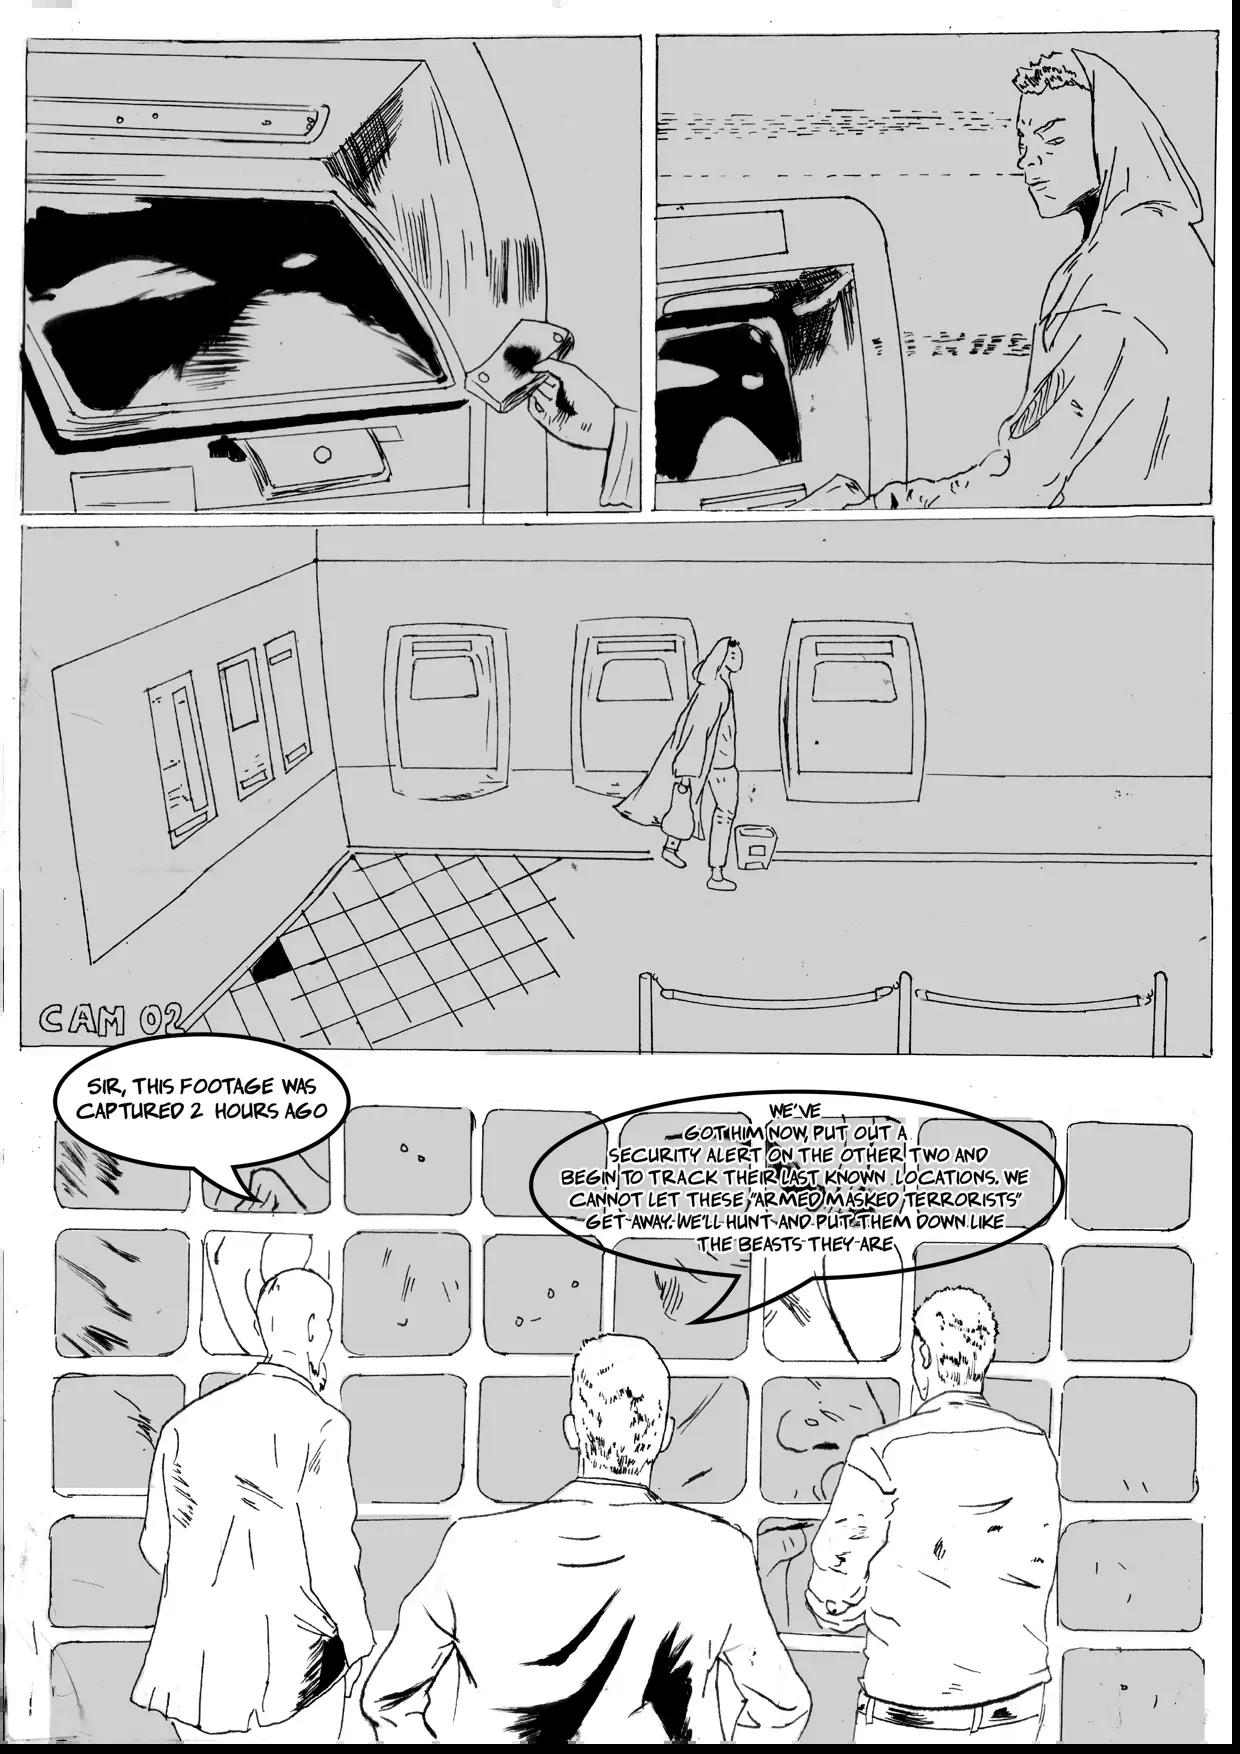 CAM 02
SIR, THIS FOOTAGE WAS
CAPTURED 2 HOURS AGO
WE'VE
GOT HIM NOW, PUT OUT A
SECURITY ALERT ON THE OTHER TWO AND
BEGIN TO TRACK THEIR LAST KNOWN LOCATIONS. WE
CANNOT LET THESE "ARMED MASKED TERRORISTS"
GET AWAY. WE'LL HUNT AND PUT THEM DOWN LIKE
THE BEASTS THEY ARE